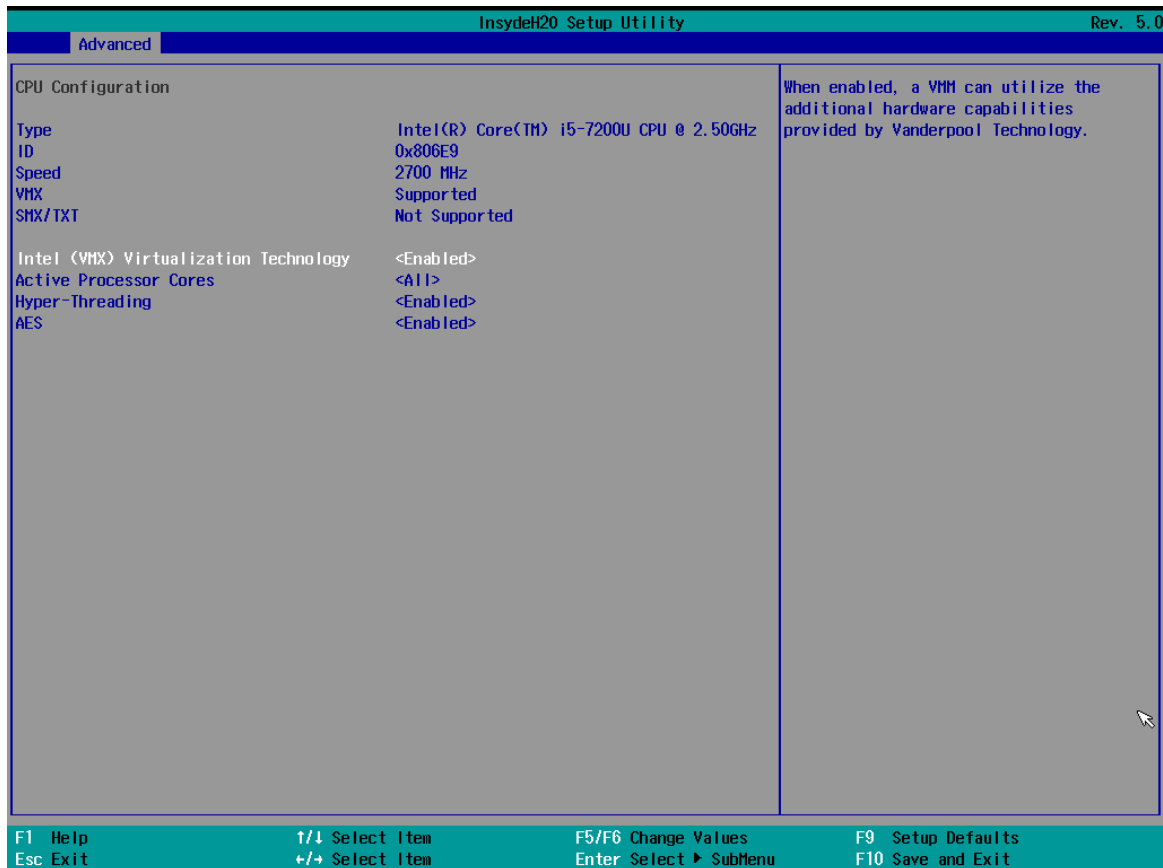 InsydeH20 Setup Utility Rev. 5.0
Advanced
CPU Configuration
Type Intel(R) Core(TM) i5-7200U CPU @ 2.50GHz
ID 0x806E9
Speed 2700 MHz
VMX Supported
SMX/TXT Not Supported
Intel (VMX) Virtualization Technology <Enabled>
Active Processor Cores <All>
Hyper-Threading <Enabled>
AES <Enabled>
When enabled, a VMM can utilize the
additional hardware capabilities
provided by Vanderpool Technology.
F1 Help ↑/↓ Select Item F5/F6 Change Values F9 Setup Defaults
Esc Exit ←/→ Select Item Enter Select ▶ SubMenu F10 Save and Exit